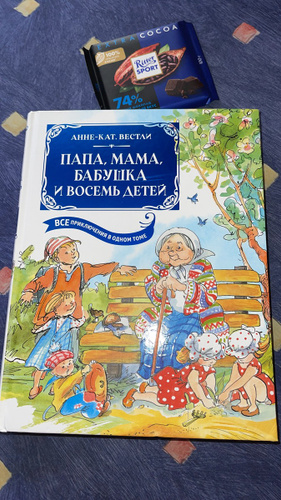 COCOA
Ritter
SPORT
74%
АННЕ-КАТ. ВЕСТЛИ
ПАПА, МАМА,
БАБУШКА
И ВОСЕМЬ ДЕТЕЙ
ВСЕ ПРИКЛЮЧЕНИЯ В ОДНОМ ТОМЕ